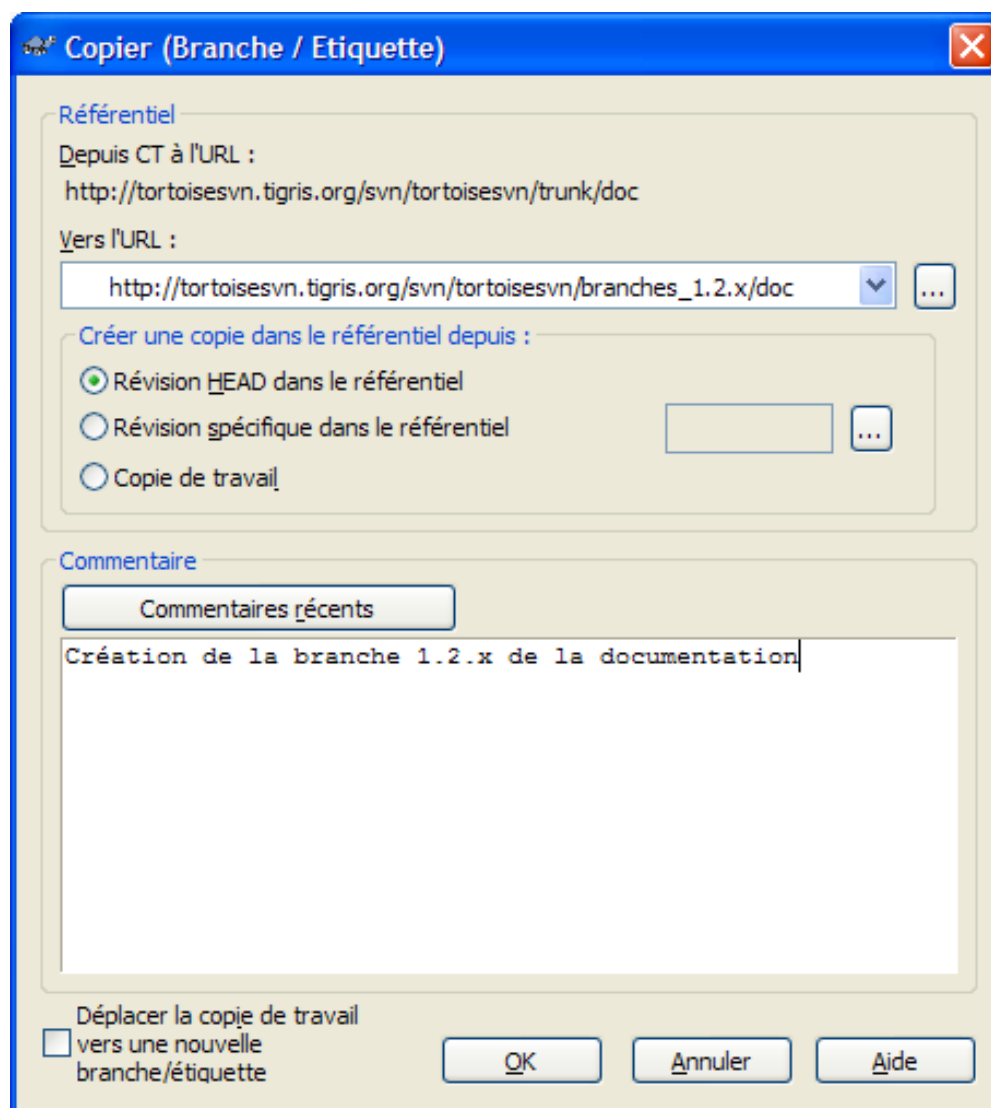 Copier (Branche / Etiquette)
Référentiel
Depuis CT à l'URL :
http://tortoisesvn.tigris.org/svn/tortoisesvn/trunk/doc
Vers l'URL :
http://tortoisesvn.tigris.org/svn/tortoisesvn/branches_1.2.x/doc
...
Créer une copie dans le référentiel depuis :
Révision HEAD dans le référentiel
Révision spécifique dans le référentiel
...
Copie de travail
Commentaire
Commentaires récents
Création de la branche 1.2.x de la documentation
Déplacer la copie de travail
vers une nouvelle
branche/étiquette
OK
Annuler
Aide